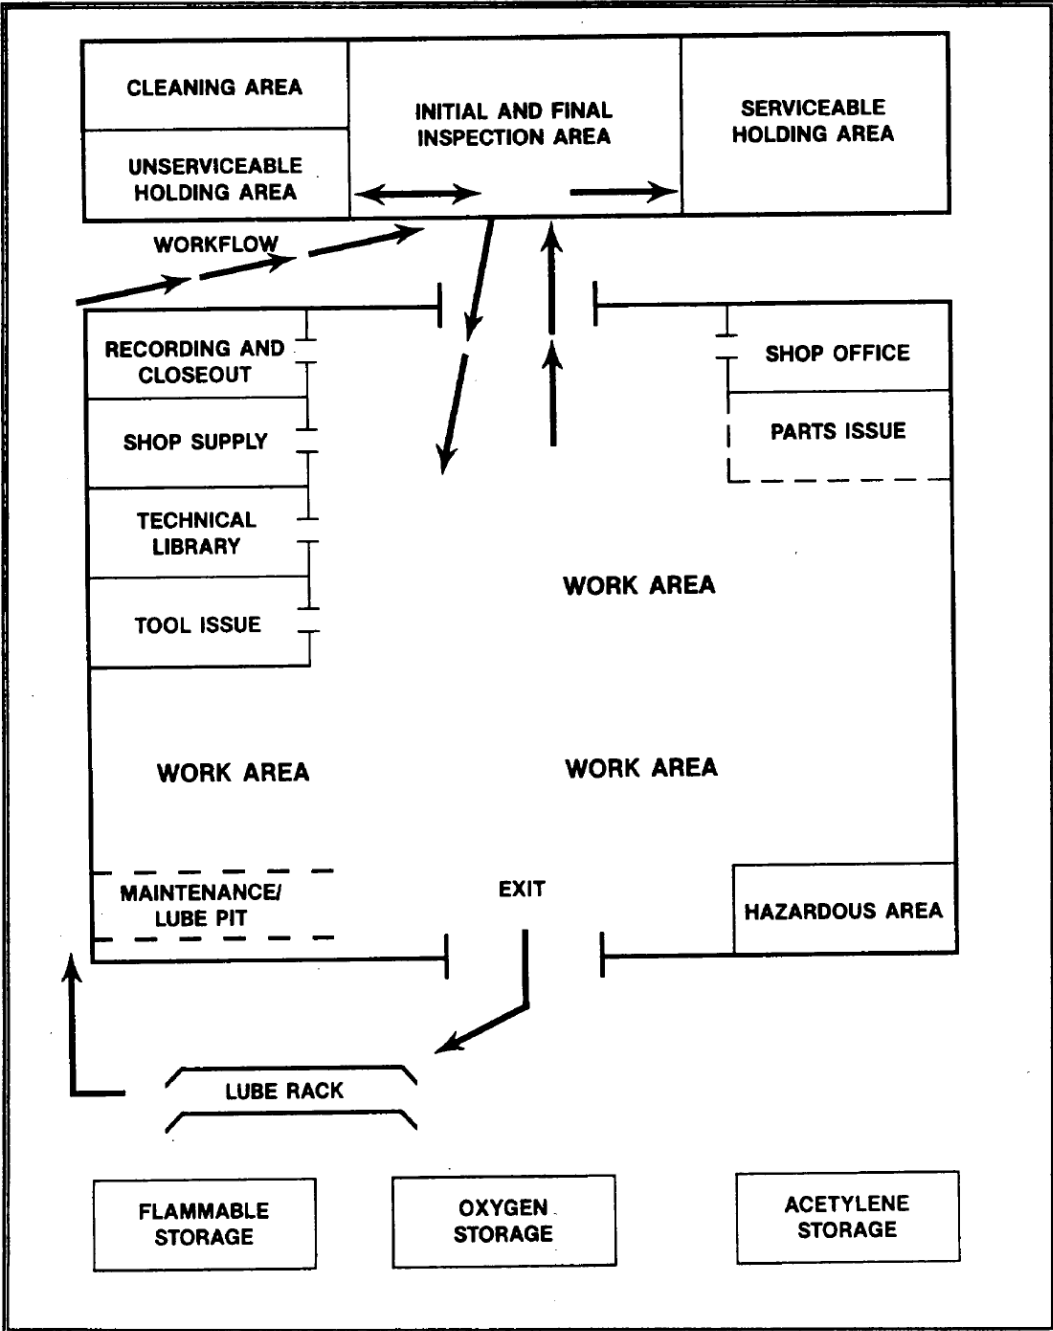 CLEANING AREA
UNSERVICEABLE
HOLDING AREA
INITIAL AND FINAL
INSPECTION AREA
SERVICEABLE
HOLDING AREA
WORKFLOW
RECORDING AND
CLOSEOUT
SHOP SUPPLY
TECHNICAL
LIBRARY
TOOL ISSUE
SHOP OFFICE
PARTS ISSUE
WORK AREA
WORK AREA
WORK AREA
MAINTENANCE/
LUBE PIT
EXIT
HAZARDOUS AREA
LUBE RACK
FLAMMABLE
STORAGE
OXYGEN
STORAGE
ACETYLENE
STORAGE